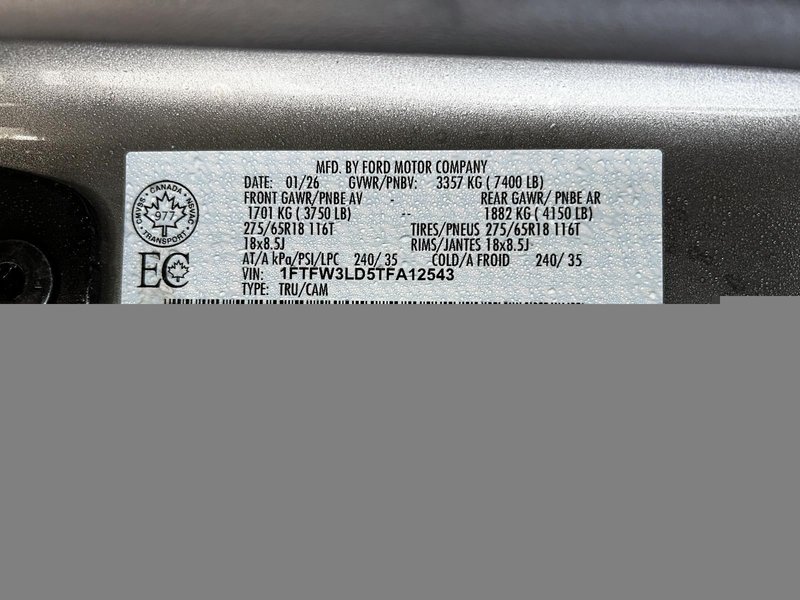 MFD. BY FORD MOTOR COMPANY
DATE: 01/26 GVWR/PNBV: 3357 KG ( 7400 LB)
FRONT GAWR/PNBE AV - REAR GAWR/ PNBE AR
1701 KG ( 3750 LB) -- 1882 KG ( 4150 LB)
275/65R18 116T TIRES/PNEUS 275/65R18 116T
18x8.5J RIMS/JANTES 18x8.5J
AT/A kPa/PSI/LPC 240/ 35 COLD/A FROID 240/ 35
VIN: 1FTFW3LD5TFA12543
TYPE: TRU/CAM
CMVSS • CANADA • NSVAC
977
• TRANSPORT •
EC